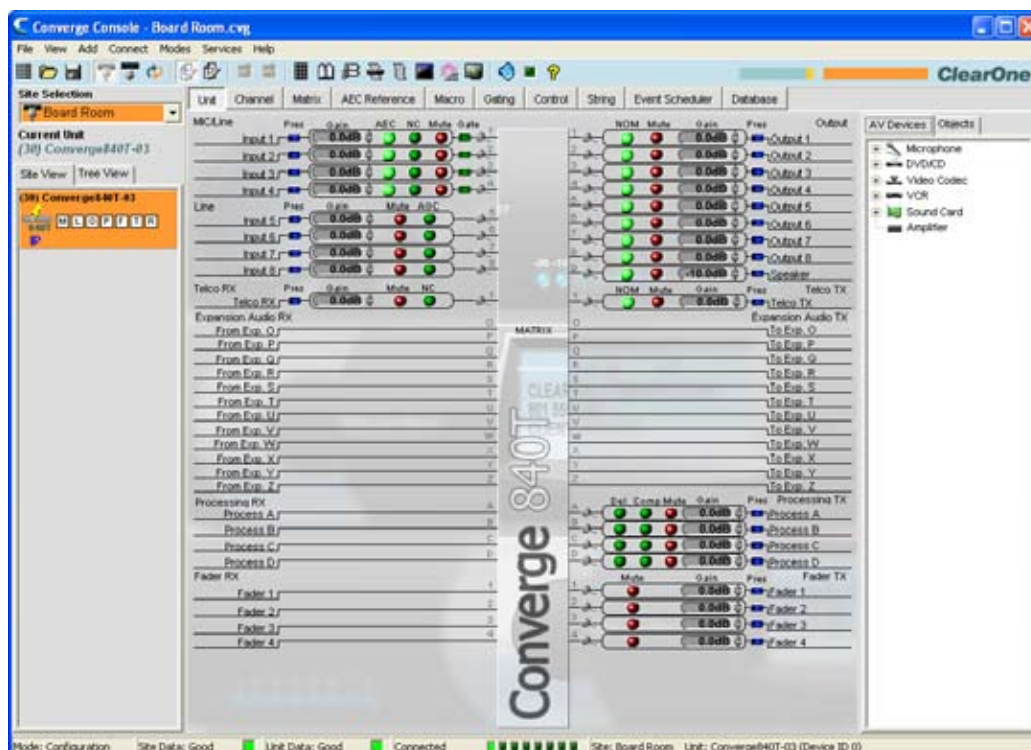 Converge Console - Board Room.cvg
File View Add Connect Modes Services Help
ClearOne
Site Selection
Board Room
Current Unit
(30) Converge840T-03
Site View Tree View
(30) Converge840T-03
M L O P F T R
Unit Channel Matrix AEC Reference Macro Gating Control String Event Scheduler Database
MIC/Line Pres Gain AEC NC Mute Gate
Input 1 0.0dB
Input 2 0.0dB
Input 3 0.0dB
Input 4 0.0dB
Line Pres Gain Mute AGC
Input 5 0.0dB
Input 6 0.0dB
Input 7 0.0dB
Input 8 0.0dB
Telco RX Pres Gain Mute NC
Telco RX 0.0dB
Expansion Audio RX
From Exp. O
From Exp. P
From Exp. Q
From Exp. R
From Exp. S
From Exp. T
From Exp. U
From Exp. V
From Exp. W
From Exp. X
From Exp. Y
From Exp. Z
Processing RX
Process A
Process B
Process C
Process D
Fader RX
Fader 1
Fader 2
Fader 3
Fader 4
MATRIX
Converge 840T
NOM Mute Gain Pres Output
0.0dB Output 1
0.0dB Output 2
0.0dB Output 3
0.0dB Output 4
0.0dB Output 5
0.0dB Output 6
0.0dB Output 7
0.0dB Output 8
-10.0dB Speaker
NOM Mute Gain Pres Telco TX
0.0dB Telco TX
Expansion Audio TX
To Exp. O
To Exp. P
To Exp. Q
To Exp. R
To Exp. S
To Exp. T
To Exp. U
To Exp. V
To Exp. W
To Exp. X
To Exp. Y
To Exp. Z
Del Comp Mute Gain Pres Processing TX
0.0dB Process A
0.0dB Process B
0.0dB Process C
0.0dB Process D
Mute Gain Pres Fader TX
0.0dB Fader 1
0.0dB Fader 2
0.0dB Fader 3
0.0dB Fader 4
AV Devices Objects
Microphone
DVD/CD
Video Codec
VCR
Sound Card
Amplifier
Mode: Configuration Site Data: Good Unit Data: Good Connected Site: Board Room Unit: Converge840T-03 (Device ID 0)